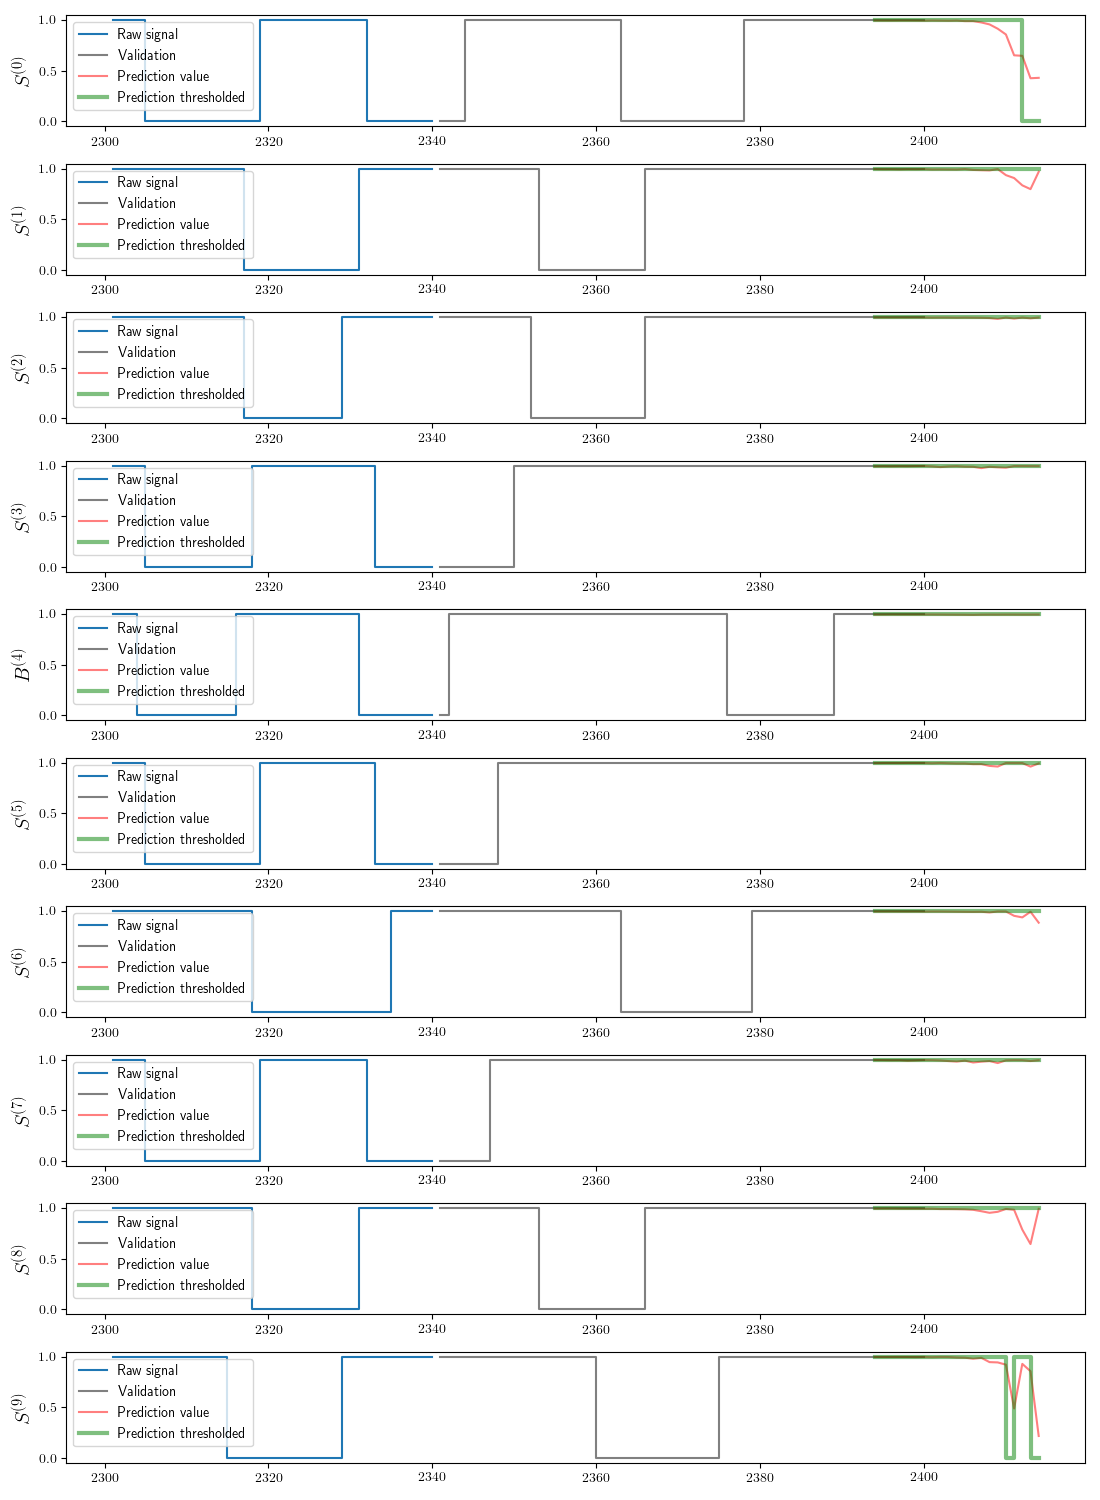 S^(0)
1.0
0.5
0.0
Raw signal
Validation
Prediction value
Prediction thresholded
2300 2320 2340 2360 2380 2400
S^(1)
1.0
0.5
0.0
Raw signal
Validation
Prediction value
Prediction thresholded
2300 2320 2340 2360 2380 2400
S^(2)
1.0
0.5
0.0
Raw signal
Validation
Prediction value
Prediction thresholded
2300 2320 2340 2360 2380 2400
S^(3)
1.0
0.5
0.0
Raw signal
Validation
Prediction value
Prediction thresholded
2300 2320 2340 2360 2380 2400
B^(4)
1.0
0.5
0.0
Raw signal
Validation
Prediction value
Prediction thresholded
2300 2320 2340 2360 2380 2400
S^(5)
1.0
0.5
0.0
Raw signal
Validation
Prediction value
Prediction thresholded
2300 2320 2340 2360 2380 2400
S^(6)
1.0
0.5
0.0
Raw signal
Validation
Prediction value
Prediction thresholded
2300 2320 2340 2360 2380 2400
S^(7)
1.0
0.5
0.0
Raw signal
Validation
Prediction value
Prediction thresholded
2300 2320 2340 2360 2380 2400
S^(8)
1.0
0.5
0.0
Raw signal
Validation
Prediction value
Prediction thresholded
2300 2320 2340 2360 2380 2400
S^(9)
1.0
0.5
0.0
Raw signal
Validation
Prediction value
Prediction thresholded
2300 2320 2340 2360 2380 2400